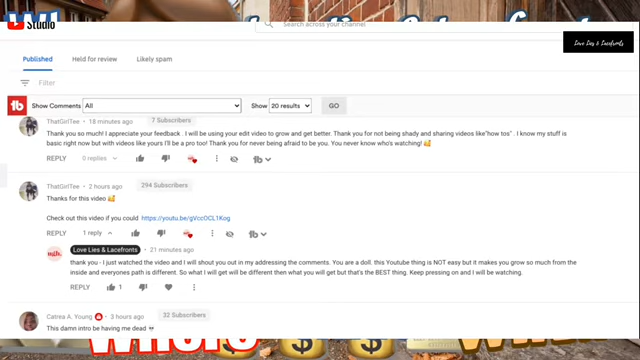 Studio
Search across your channel
Love Lies & Lacefronts
Published Held for review Likely spam
Filter
tb Show Comments All Show 20 results GO
ThatGirlTee • 18 minutes ago 7 Subscribers
Thank you so much! I appreciate your feedback . I will be using your edit video to grow and get better. Thank you for not being shady and sharing videos like"how tos" . I know my stuff is
basic right now but with videos like yours I'll be a pro too! Thank you for never being afraid to be you. You never know who's watching! 🥰
REPLY 0 replies
ThatGirlTee • 2 hours ago 294 Subscribers
Thanks for this video 🥰
Check out this video if you could https://youtu.be/gVccOCL1Kog
REPLY 1 reply
Love Lies & Lacefronts • 21 minutes ago
thank you - I just watched the video and I will shout you out in my addressing the comments. You are a doll. this Youtube thing is NOT easy but it makes you grow so much from the
inside and everyones path is different. So what I will get will be different then what you will get but that's the BEST thing. Keep pressing on and I will be watching.
REPLY 1
Catrea A. Young • 3 hours ago 32 Subscribers
This damn intro be having me dead